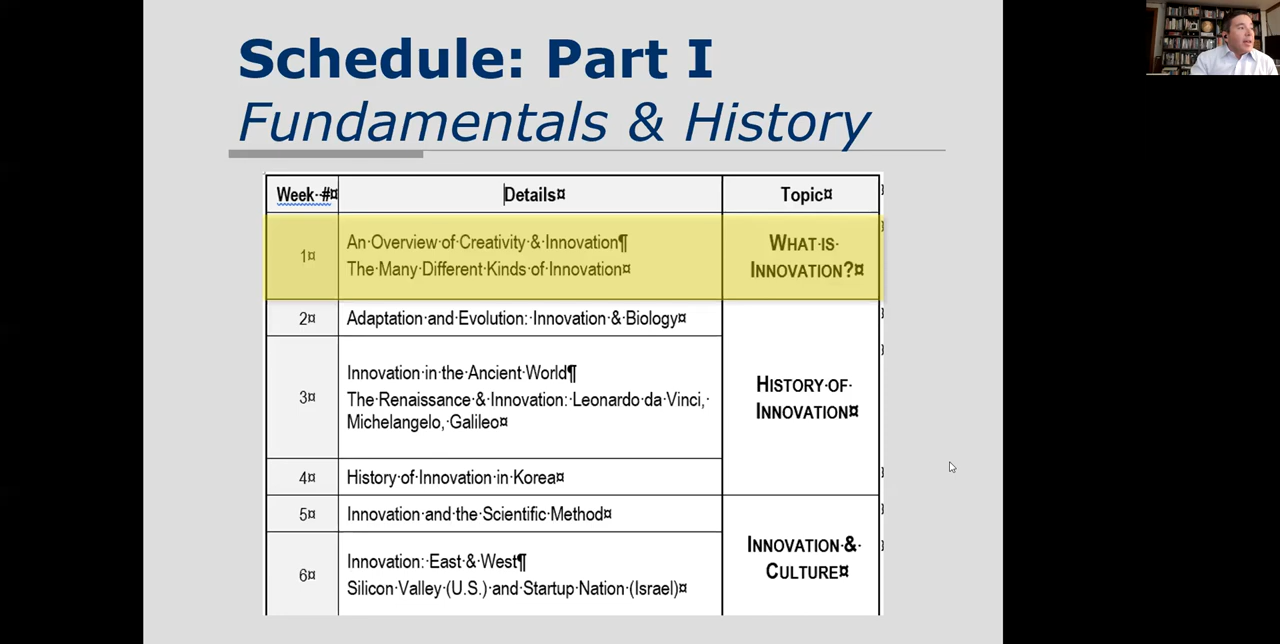 Schedule: Part I
Fundamentals & History
Week #¤ Details¤ Topic¤
1¤
An·Overview·of·Creativity·&·Innovation¶
The·Many·Different·Kinds·of·Innovation¤
WHAT·IS·
INNOVATION?¤
2¤ Adaptation·and·Evolution:·Innovation·&·Biology¤
3¤
Innovation·in·the·Ancient·World¶
The·Renaissance·&·Innovation:·Leonardo·da·Vinci,·
Michelangelo,·Galileo¤
HISTORY·OF·
INNOVATION¤
4¤ History·of·Innovation·in·Korea¤
5¤ Innovation·and·the·Scientific·Method¤
6¤
Innovation:·East·&·West¶
Silicon·Valley·(U.S.)·and·Startup·Nation·(Israel)¤
INNOVATION·&·
CULTURE¤